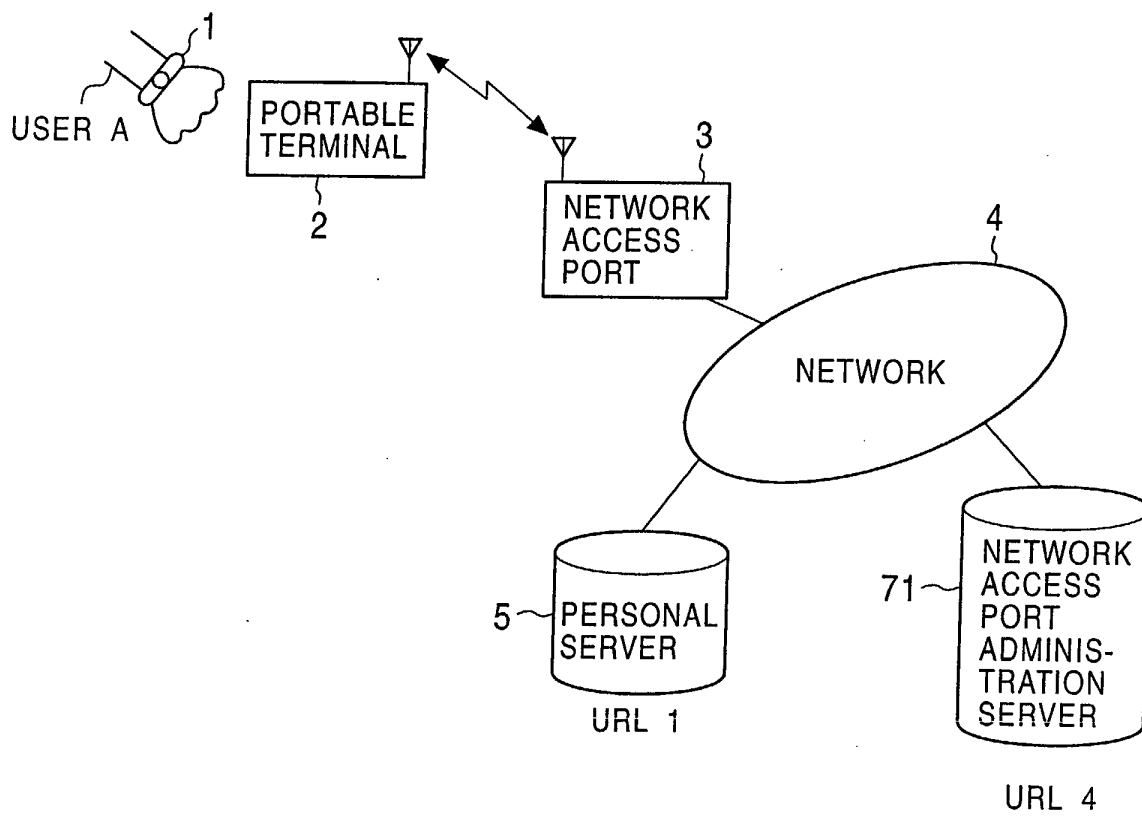 1
USER A
PORTABLE
TERMINAL
2
3
NETWORK
ACCESS
PORT
4
NETWORK
5
PERSONAL
SERVER
URL 1
71
NETWORK
ACCESS
PORT
ADMINIS-
TRATION
SERVER
URL 4